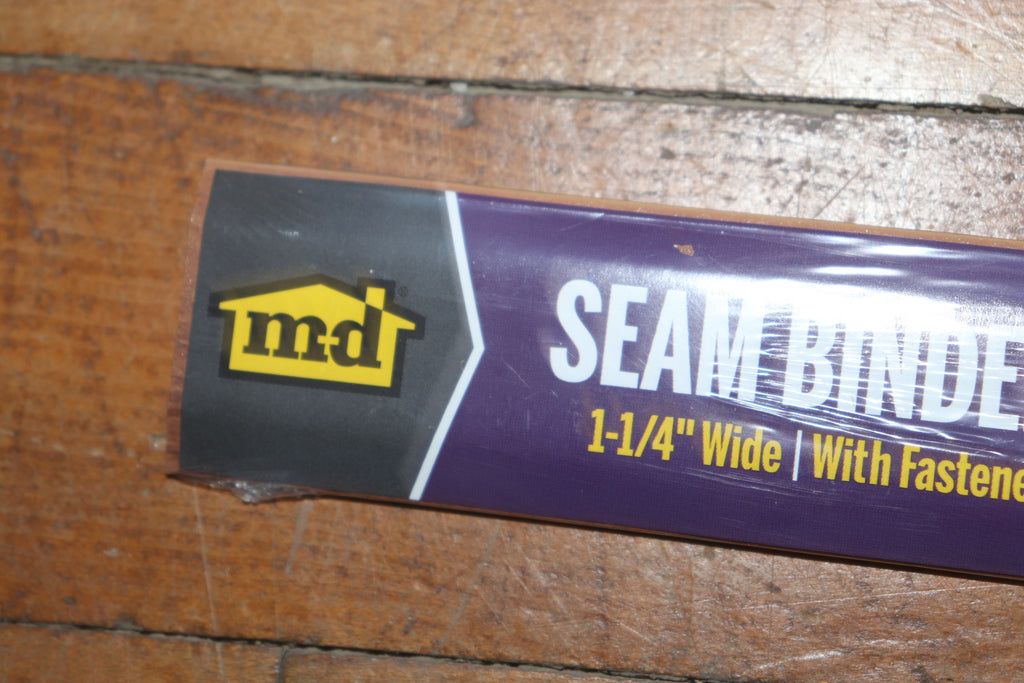 m-d
SEAM BINDE
1-1/4" Wide | With Fastene